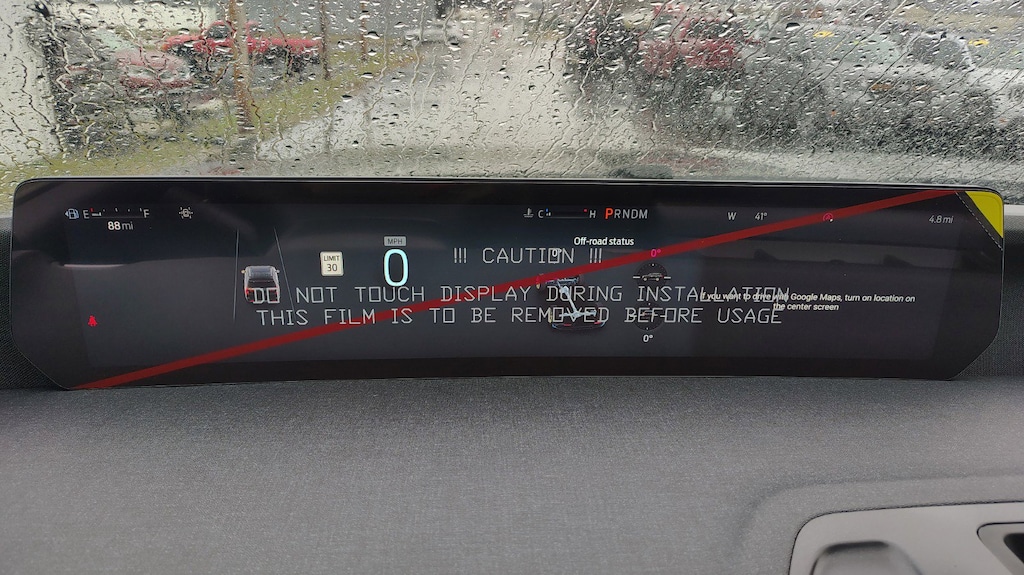 E F
88 mi
C H PRNDM
W 41°
4.8 mi
LIMIT
30
MPH
0
Off-road status
0°
0°
0°
!!! CAUTION !!!
DO NOT TOUCH DISPLAY DURING INSTALLATION
THIS FILM IS TO BE REMOVED BEFORE USAGE
If you want to drive with Google Maps, turn on location on
the center screen